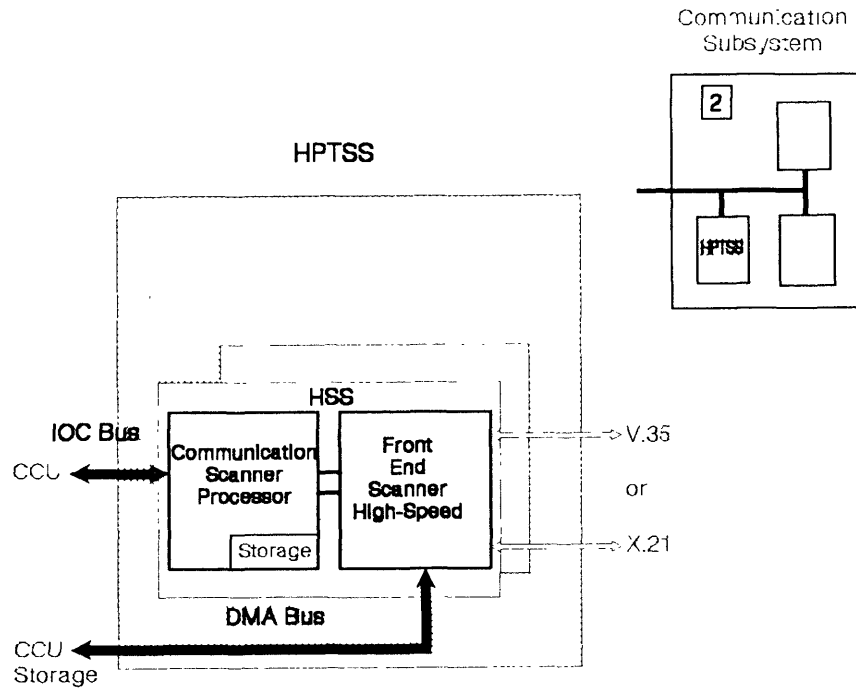 Communication
Subsystem
2
HPTSS
HPTSS
HSS
IOC Bus
CCU
Communication
Scanner
Processor
Storage
Front
End
Scanner
High-Speed
V.35
or
X.21
DMA Bus
CCU
Storage